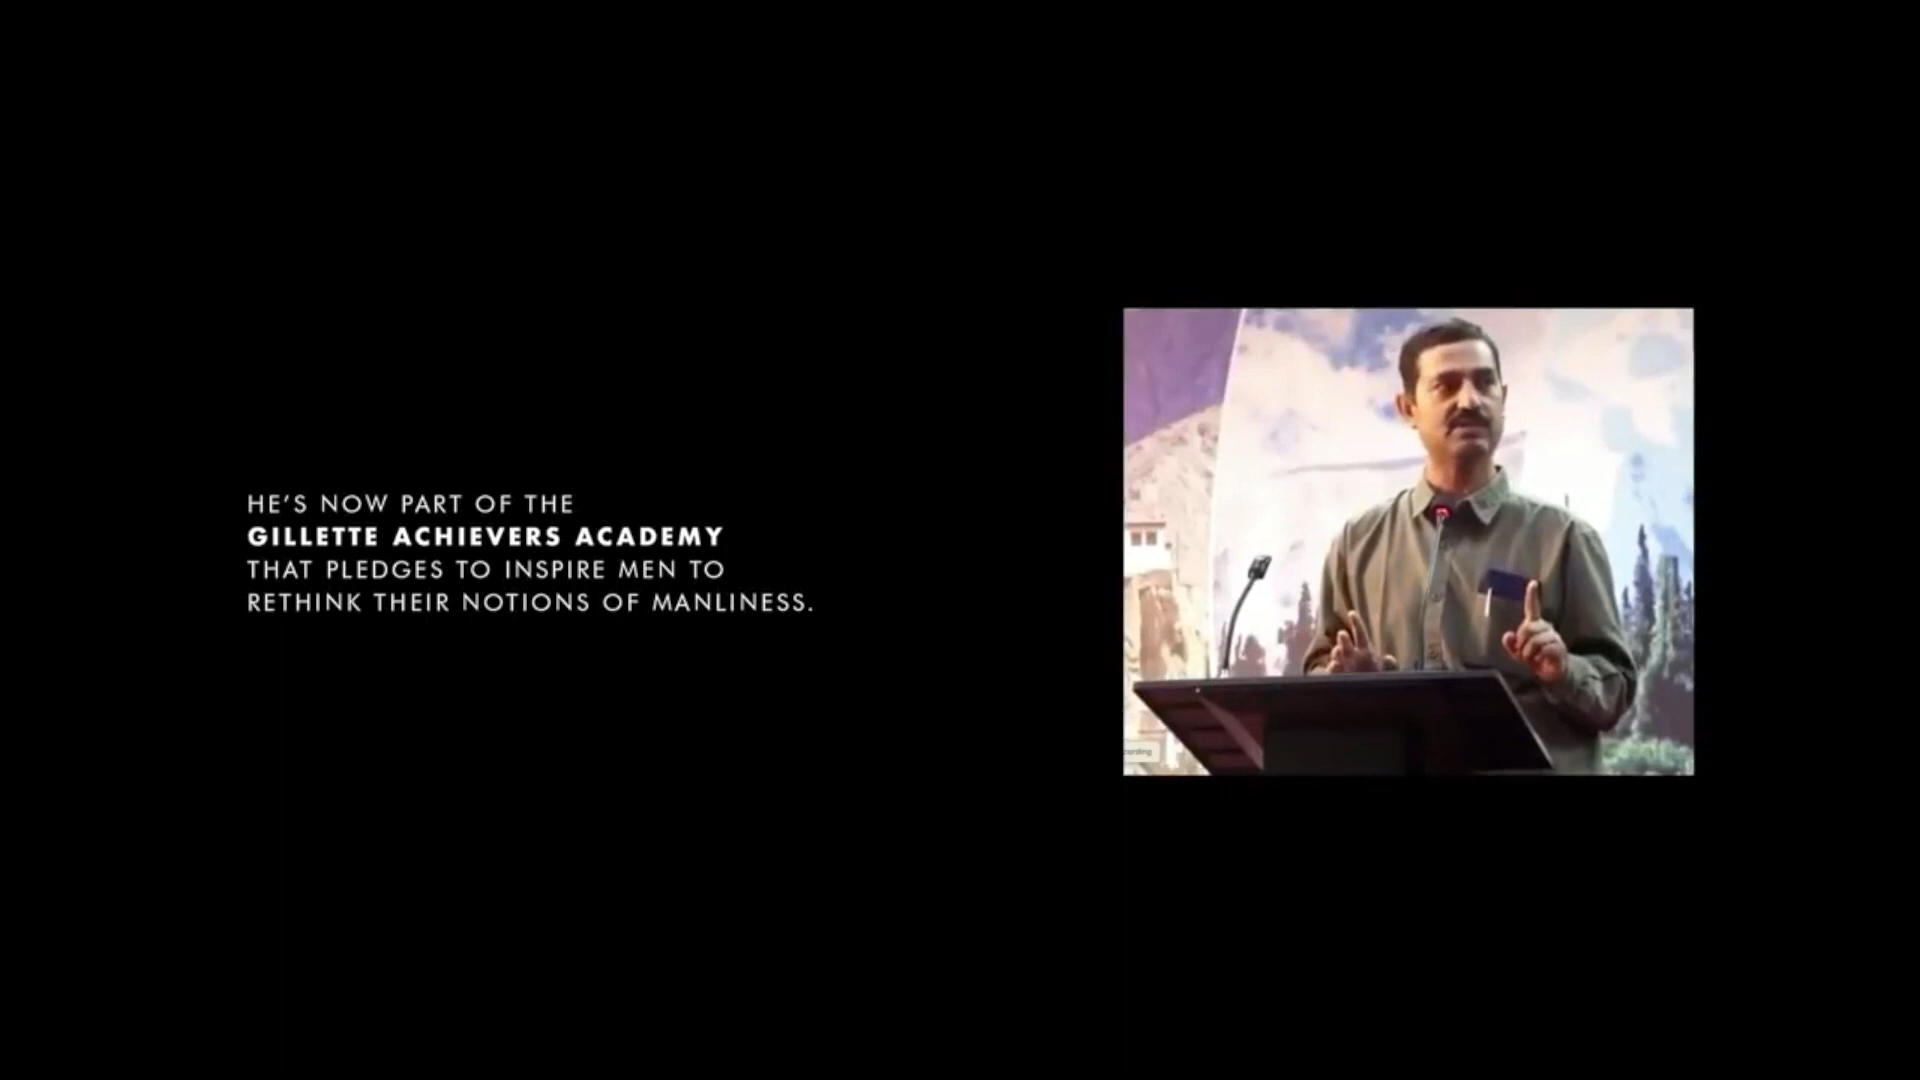 HE'S NOW PART OF THE
GILLETTE ACHIEVERS ACADEMY
THAT PLEDGES TO INSPIRE MEN TO
RETHINK THEIR NOTIONS OF MANLINESS.